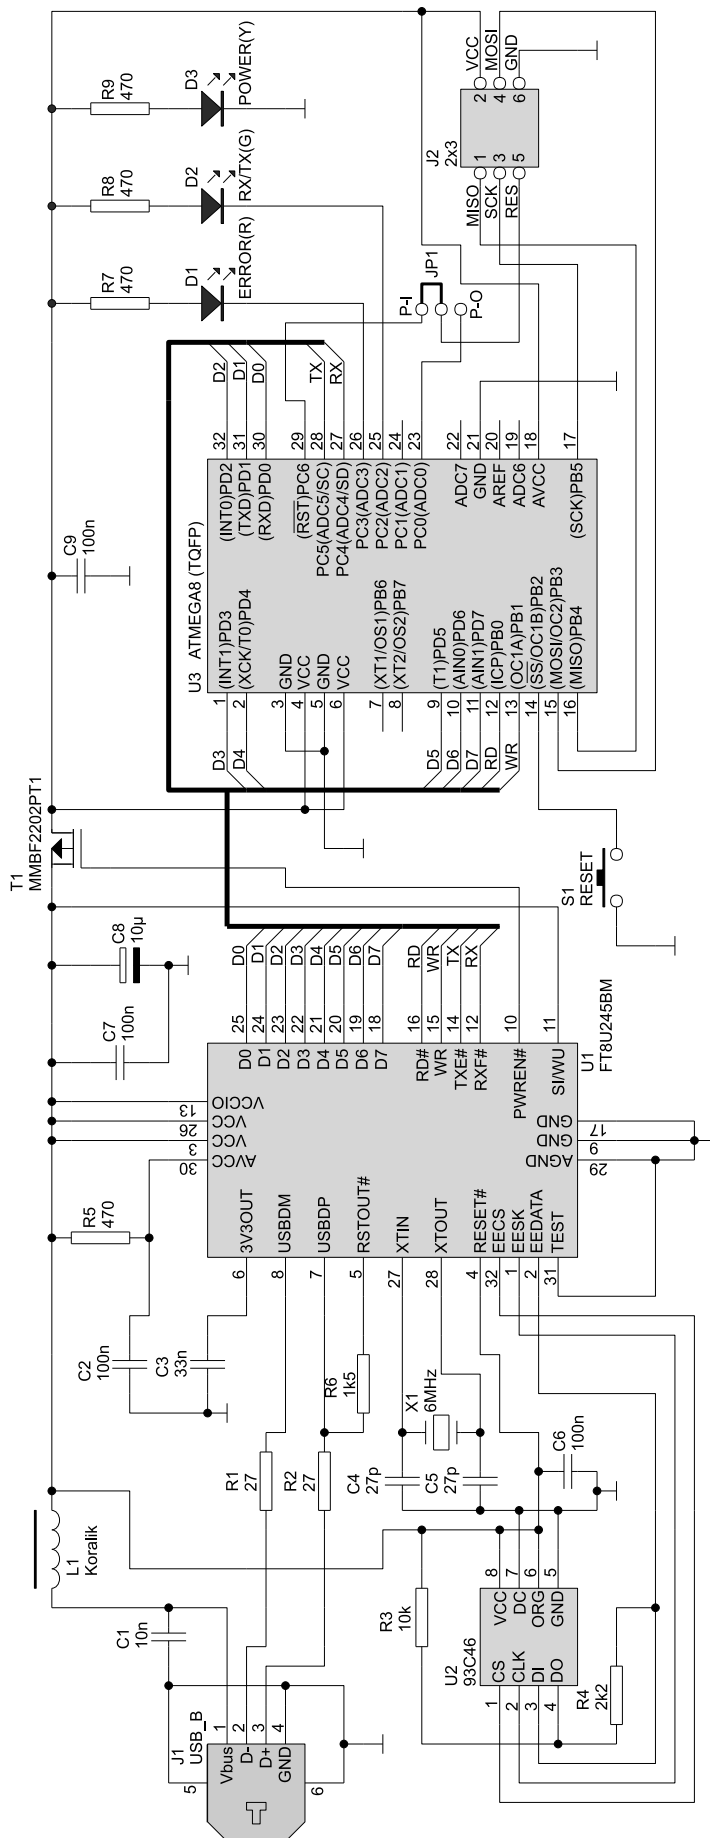 R9
470
D3
POWER(Y)
R8
470
D2
RX/TX(G)
R7
470
D1
ERROR(R)
VCC
MOSI
GND
2
4
6
J2
2x3
1
3
5
MISO
SCK
RES
P-I
JP1
P-O
D2
D1
D0
TX
RX
32
31
30
29
28
27
26
25
24
23
22
21
20
19
18
17
(INT0)PD2
(TXD)PD1
(RXD)PD0
(RST)PC6
PC5(ADC5/SC)
PC4(ADC4/SD)
PC3(ADC3)
PC2(ADC2)
PC1(ADC1)
PC0(ADC0)
ADC7
GND
AREF
ADC6
AVCC
(SCK)PB5
C9
100n
U3 ATMEGA8 (TQFP)
(INT1)PD3
(XCK/T0)PD4
GND
VCC
GND
VCC
(XT1/OS1)PB6
(XT2/OS2)PB7
(T1)PD5
(AIN0)PD6
(AIN1)PD7
(ICP)PB0
(OC1A)PB1
(SS/OC1B)PB2
(MOSI/OC2)PB3
(MISO)PB4
1
2
3
4
5
6
7
8
9
10
11
12
13
14
15
16
D3
D4
D5
D6
D7
RD
WR
T1
MMBF2202PT1
S1
RESET
C8
10µ
C7
100n
D0
D1
D2
D3
D4
D5
D6
D7
RD
WR
TX
RX
25
24
23
22
21
20
19
18
16
15
14
12
10
11
D0
D1
D2
D3
D4
D5
D6
D7
RD#
WR
TXE#
RXF#
PWREN#
SI/WU
U1
FT8U245BM
VCCIO
13
VCC
26
VCC
3
AVCC
30
GND
17
GND
9
AGND
29
R5
470
3V3OUT
USBDM
USBDP
RSTOUT#
XTIN
XTOUT
RESET#
EECS
EESK
EEDATA
TEST
6
8
7
5
27
28
4
32
1
2
31
C2
100n
C3
33n
R6
1k5
X1
6MHz
R1
27
R2
27
C4
27p
C5
27p
C6
100n
L1
Koralik
C1
10n
R3
10k
8
7
6
5
VCC
DC
ORG
GND
U2
93C46
CS
CLK
DI
DO
1
2
3
4
R4
2k2
J1
USB_B
1
2
3
4
Vbus
D-
D+
GND
5
6